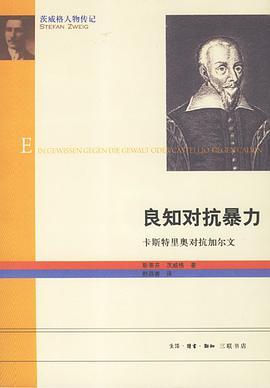 茨威格人物传记
STEFAN ZWEIG
EIN GEWISSEN GEGEN DIE GEWALT ODER CASTELLIO GEGEN CALVIN
良知对抗暴力
卡斯特里奥对抗加尔文
斯蒂芬·茨威格 著
舒昌善 译
生活·读书·新知 三联书店